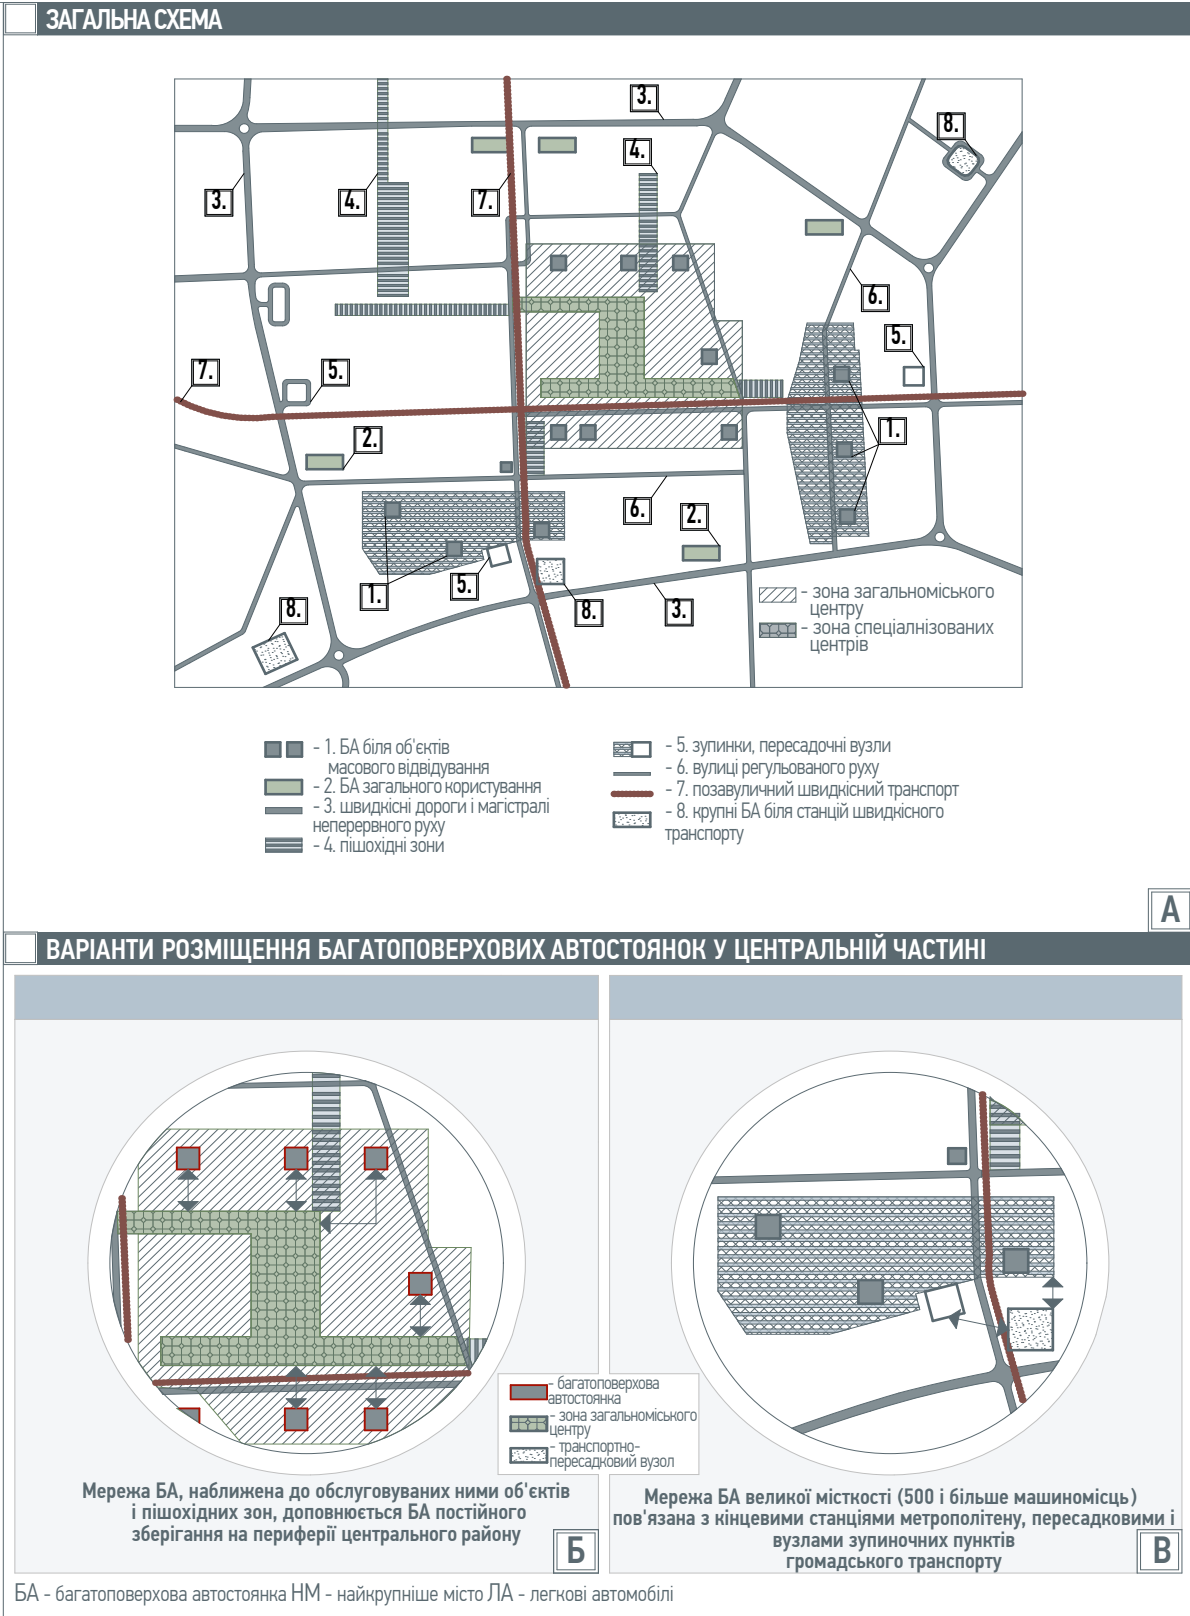 ЗАГАЛЬНА СХЕМА
3.
8.
4.
3.
4.
7.
6.
5.
7.
5.
1.
2.
6.
2.
1.
5.
8.
8.
3.
- зона загальноміського
центру
- зона спеціалнізованих
центрів
- 1. БА біля об'єктів
масового відвідування
- 2. БА загального користування
- 3. швидкісні дороги і магістралі
неперервного руху
- 4. пішохідні зони
- 5. зупинки, пересадочні вузли
- 6. вулиці регульованого руху
- 7. позавуличний швидкісний транспорт
- 8. крупні БА біля станцій швидкісного
транспорту
А
ВАРІАНТИ РОЗМІЩЕННЯ БАГАТОПОВЕРХОВИХ АВТОСТОЯНОК У ЦЕНТРАЛЬНІЙ ЧАСТИНІ
- багатоповерхова
автостоянка
- зона загальноміського
центру
- транспортно-
пересадковий вузол
Мережа БА, наближена до обслуговуваних ними об'єктів
і пішохідних зон, доповнюється БА постійного
зберігання на периферії центрального району
Б
Мережа БА великої місткості (500 і більше машиномісць)
пов'язана з кінцевими станціями метрополітену, пересадковими і
вузлами зупиночних пунктів
громадського транспорту
В
БА - багатоповерхова автостоянка НМ - найкрупніше місто ЛА - легкові автомобілі